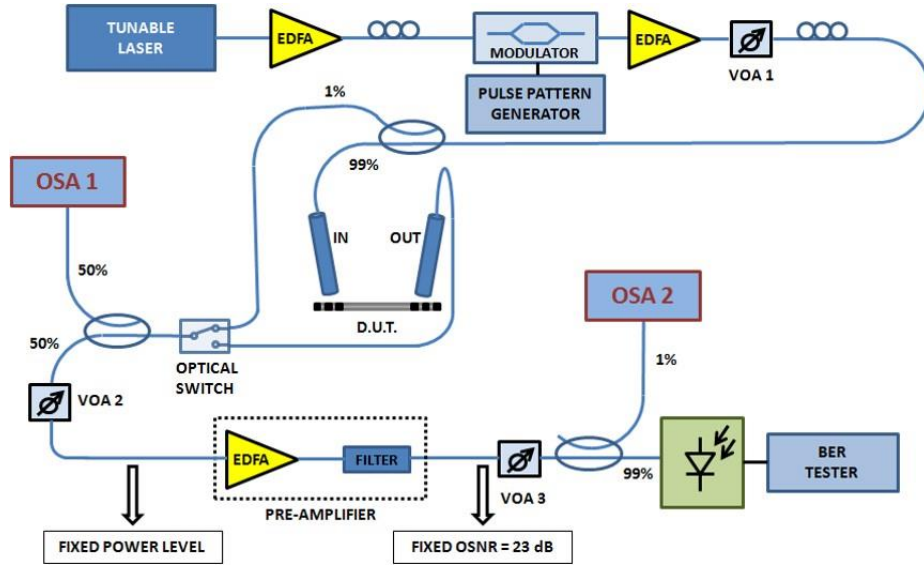 TUNABLE
LASER
EDFA
MODULATOR
PULSE PATTERN
GENERATOR
EDFA
VOA 1
1%
99%
OSA 1
IN
OUT
D.U.T.
50%
50%
OPTICAL
SWITCH
VOA 2
OSA 2
1%
EDFA
FILTER
PRE-AMPLIFIER
VOA 3
99%
BER
TESTER
FIXED POWER LEVEL
FIXED OSNR = 23 dB